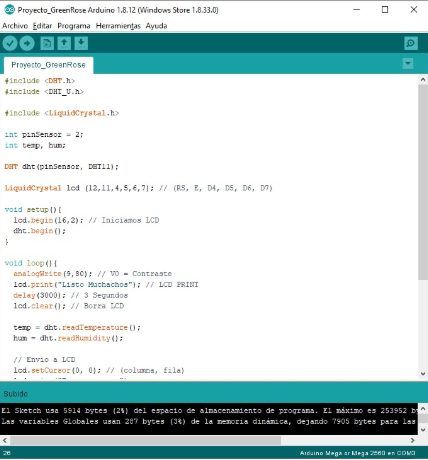 Proyecto_GreenRose Arduino 1.8.12 (Windows Store 1.8.33.0)
Archivo Editar Programa Herramientas Ayuda
Proyecto_GreenRose
#include <DHT.h>
#include <DHT_U.h>
#include <LiquidCrystal.h>
int pinSensor = 2;
int temp, hum;
DHT dht(pinSensor, DHT11);
LiquidCrystal lcd (12,11,4,5,6,7); // (RS, E, D4, D5, D6, D7)
void setup(){
lcd.begin(16,2); // Iniciamos LCD
dht.begin();
}
void loop(){
analogWrite(9,80); // V0 = Contraste
lcd.print("Listo Muchachos"); // LCD PRINT
delay(3000); // 3 Segundos
lcd.clear(); // Borra LCD
temp = dht.readTemperature();
hum = dht.readHumidity();
// Envio a LCD
lcd.setCursor(0, 0); // (columna, fila)
Subido
El Sketch usa 5914 bytes (2%) del espacio de almacenamiento de programa. El máximo es 253952 by
Las variables Globales usan 287 bytes (3%) de la memoria dinámica, dejando 7905 bytes para las
26
Arduino Mega or Mega 2560 en COM3